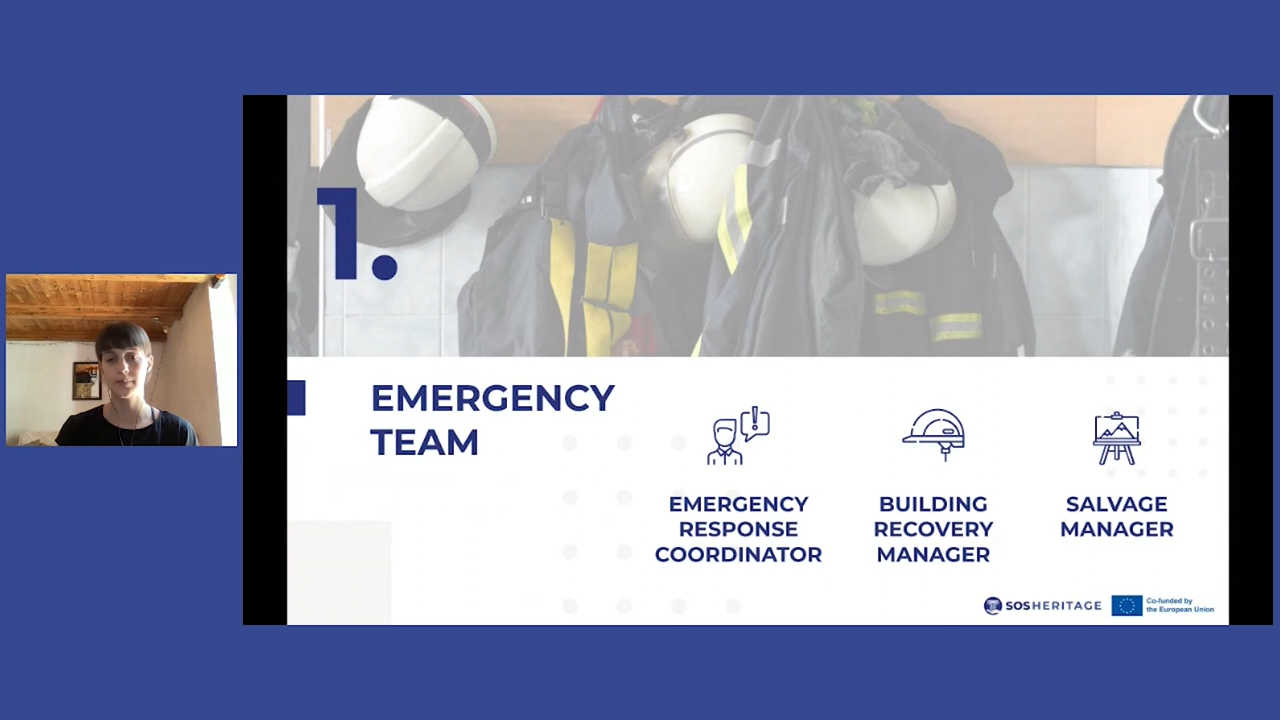 1.
EMERGENCY
TEAM
EMERGENCY
RESPONSE
COORDINATOR
BUILDING
RECOVERY
MANAGER
SALVAGE
MANAGER
SOSHERITAGE
Co-funded by
the European Union